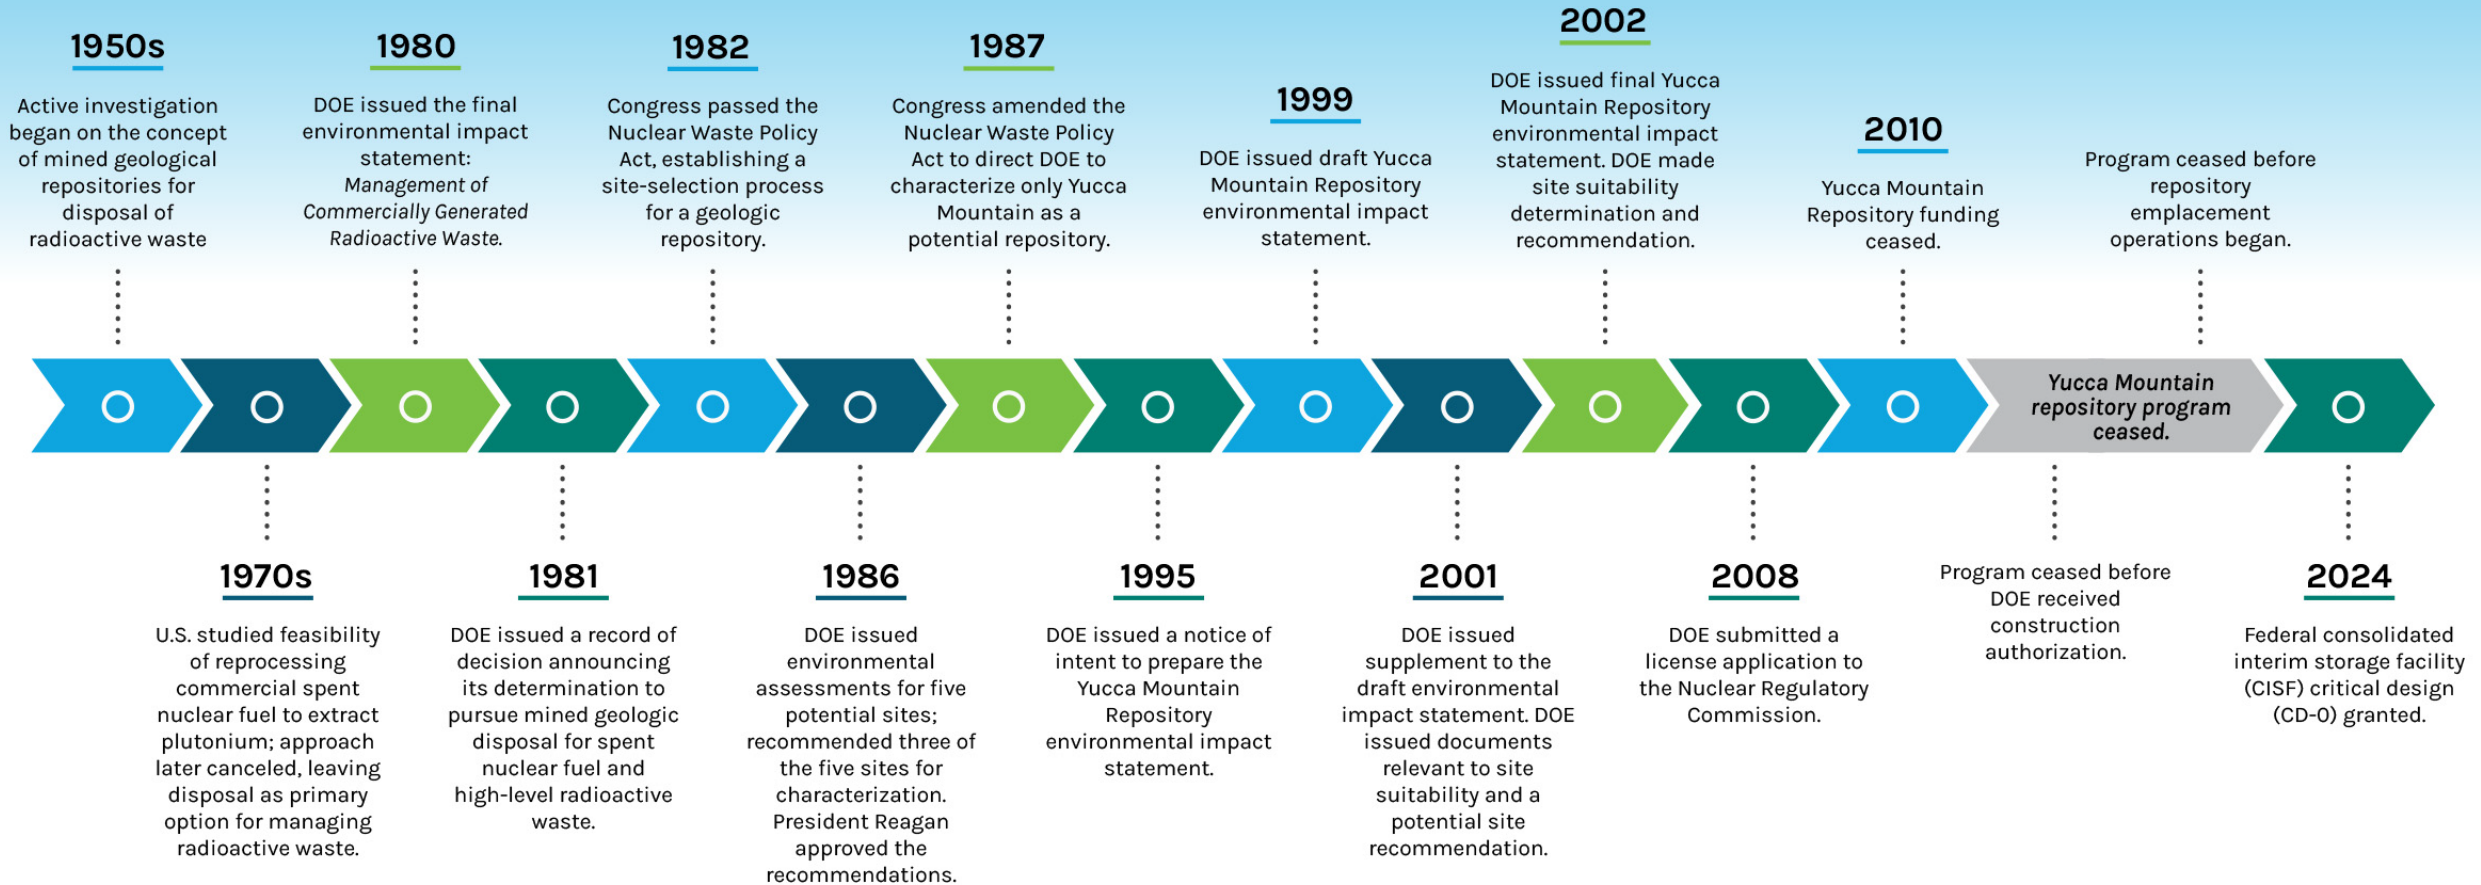 1950s
Active investigation
began on the concept
of mined geological
repositories for
disposal of
radioactive waste
1970s
U.S. studied feasibility
of reprocessing
commercial spent
nuclear fuel to extract
plutonium; approach
later canceled, leaving
disposal as primary
option for managing
radioactive waste.
1980
DOE issued the final
environmental impact
statement:
Management of
Commercially Generated
Radioactive Waste.
1981
DOE issued a record of
decision announcing
its determination to
pursue mined geologic
disposal for spent
nuclear fuel and
high-level radioactive
waste.
1982
Congress passed the
Nuclear Waste Policy
Act, establishing a
site-selection process
for a geologic
repository.
1986
DOE issued
environmental
assessments for five
potential sites;
recommended three of
the five sites for
characterization.
President Reagan
approved the
recommendations.
1987
Congress amended the
Nuclear Waste Policy
Act to direct DOE to
characterize only Yucca
Mountain as a
potential repository.
1995
DOE issued a notice of
intent to prepare the
Yucca Mountain
Repository
environmental impact
statement.
1999
DOE issued draft Yucca
Mountain Repository
environmental impact
statement.
2001
DOE issued
supplement to the
draft environmental
impact statement. DOE
issued documents
relevant to site
suitability and a
potential site
recommendation.
2002
DOE issued final Yucca
Mountain Repository
environmental impact
statement. DOE made
site suitability
determination and
recommendation.
2008
DOE submitted a
license application to
the Nuclear Regulatory
Commission.
2010
Yucca Mountain
Repository funding
ceased.
Yucca Mountain
repository program
ceased.
Program ceased before
DOE received
construction
authorization.
Program ceased before
repository
emplacement
operations began.
2024
Federal consolidated
interim storage facility
(CISF) critical design
(CD-0) granted.